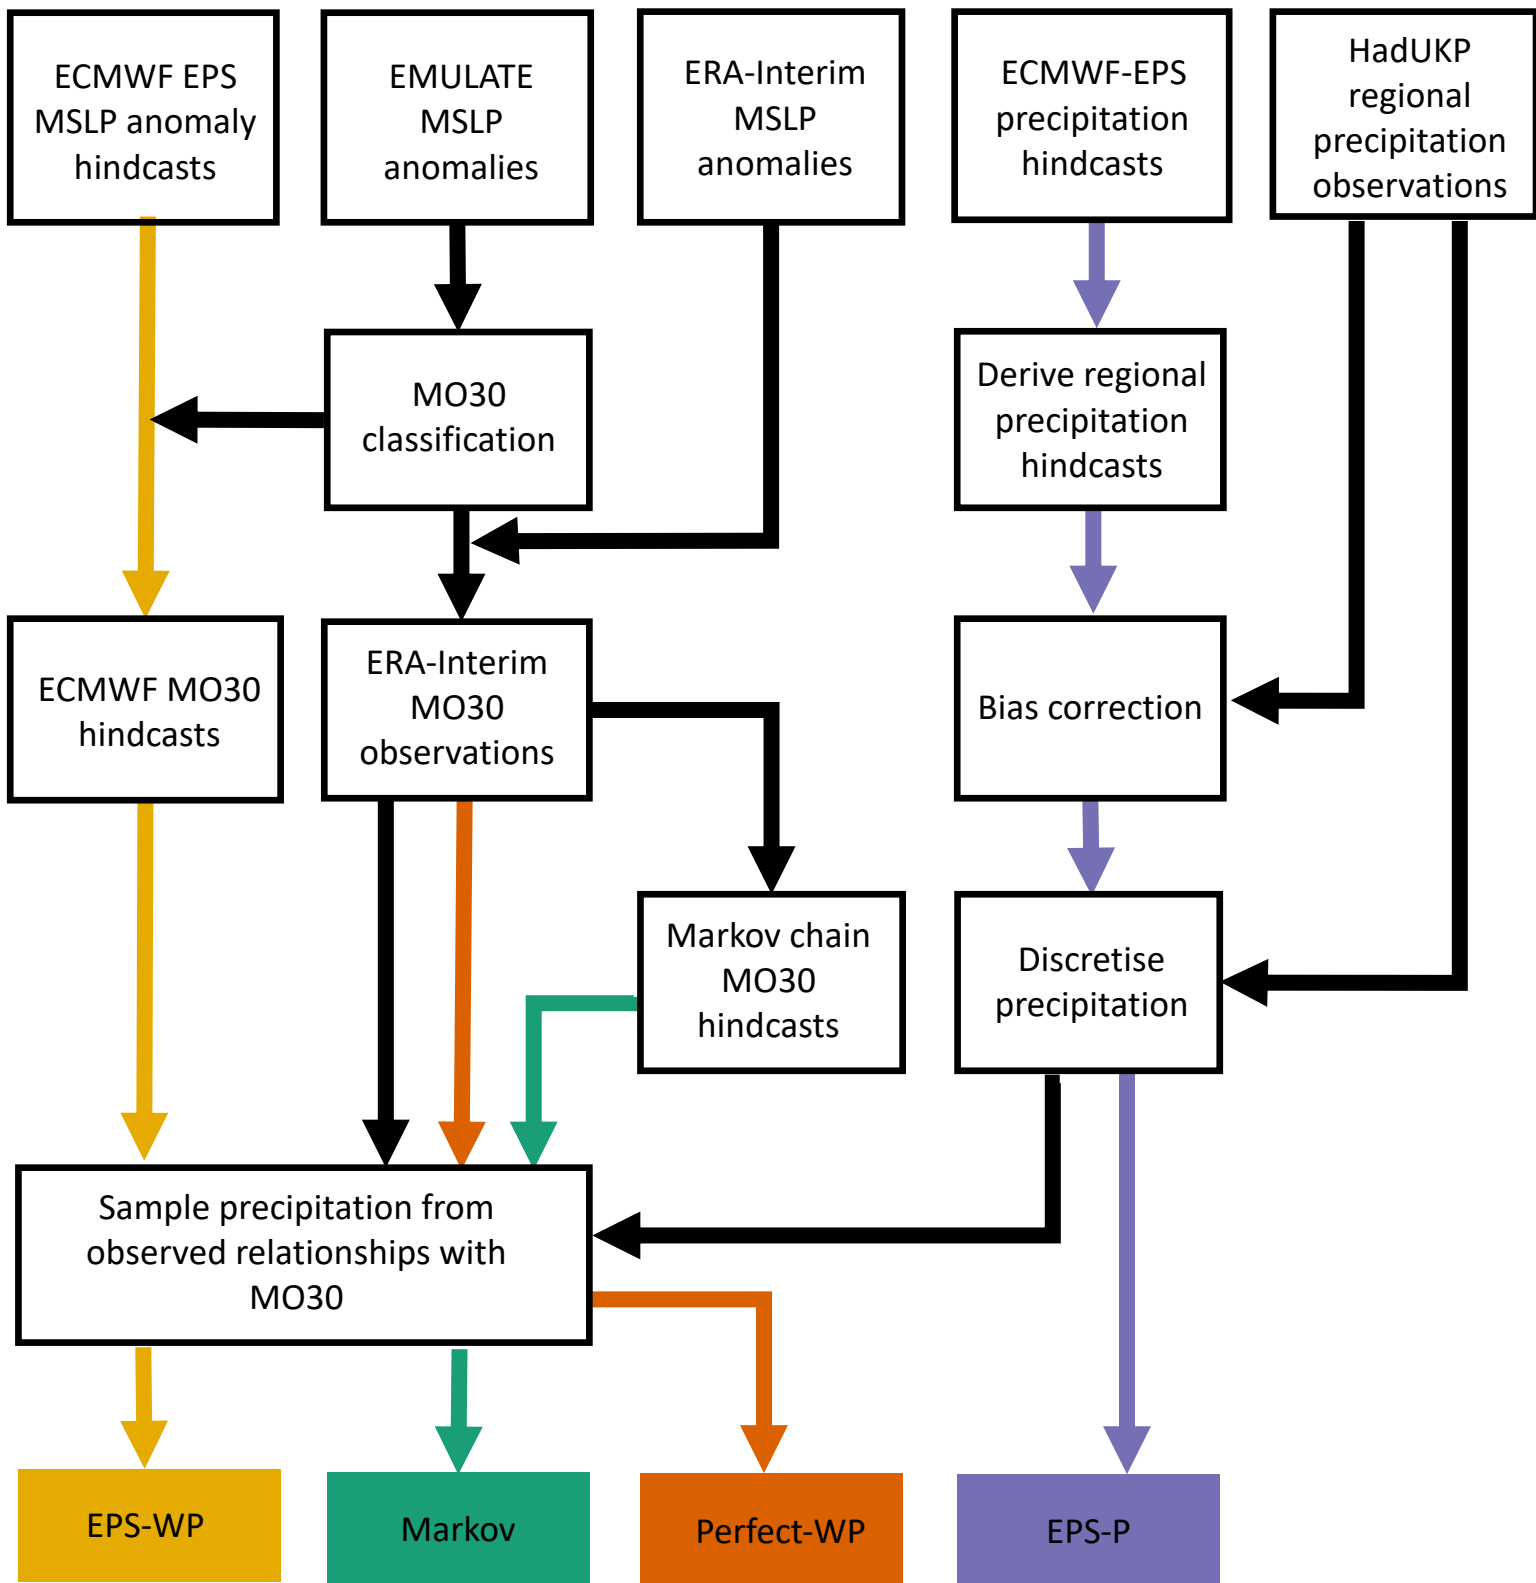 ECMWF EPS
MSLP anomaly
hindcasts
EMULATE
MSLP
anomalies
ERA-Interim
MSLP
anomalies
ECMWF-EPS
precipitation
hindcasts
HadUKP
regional
precipitation
observations
MO30
classification
Derive regional
precipitation
hindcasts
ECMWF MO30
hindcasts
ERA-Interim
MO30
observations
Bias correction
Markov chain
MO30
hindcasts
Discretise
precipitation
Sample precipitation from
observed relationships with
MO30
EPS-WP
Markov
Perfect-WP
EPS-P